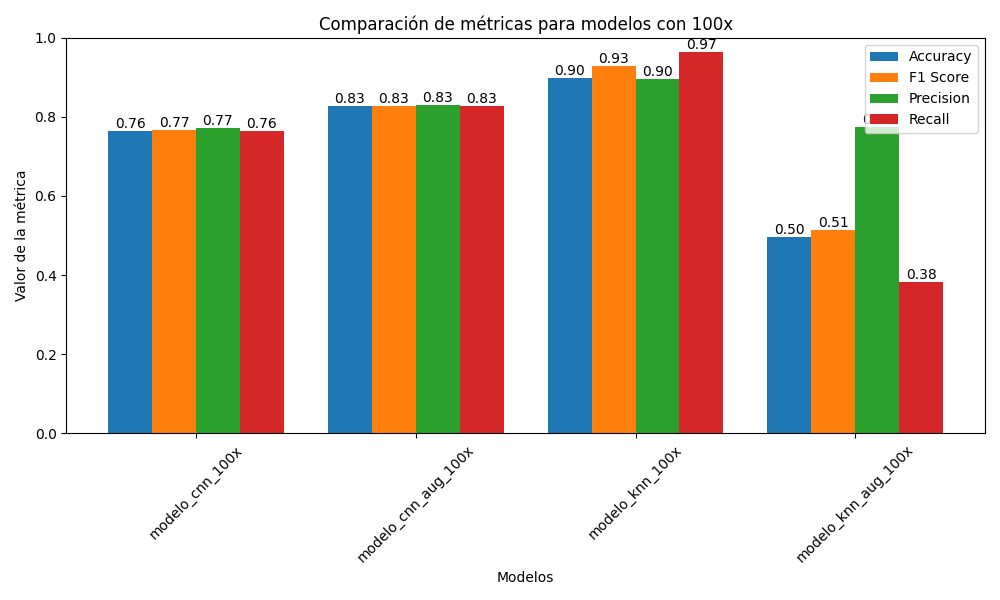 Comparación de métricas para modelos con 100x
Valor de la métrica
1.0
0.8
0.6
0.4
0.2
0.0
0.76
0.77
0.77
0.76
0.83
0.83
0.83
0.83
0.90
0.93
0.90
0.97
0.50
0.51
0.38
Accuracy
F1 Score
Precision
Recall
modelo_cnn_100x
modelo_cnn_aug_100x
modelo_knn_100x
modelo_knn_aug_100x
Modelos